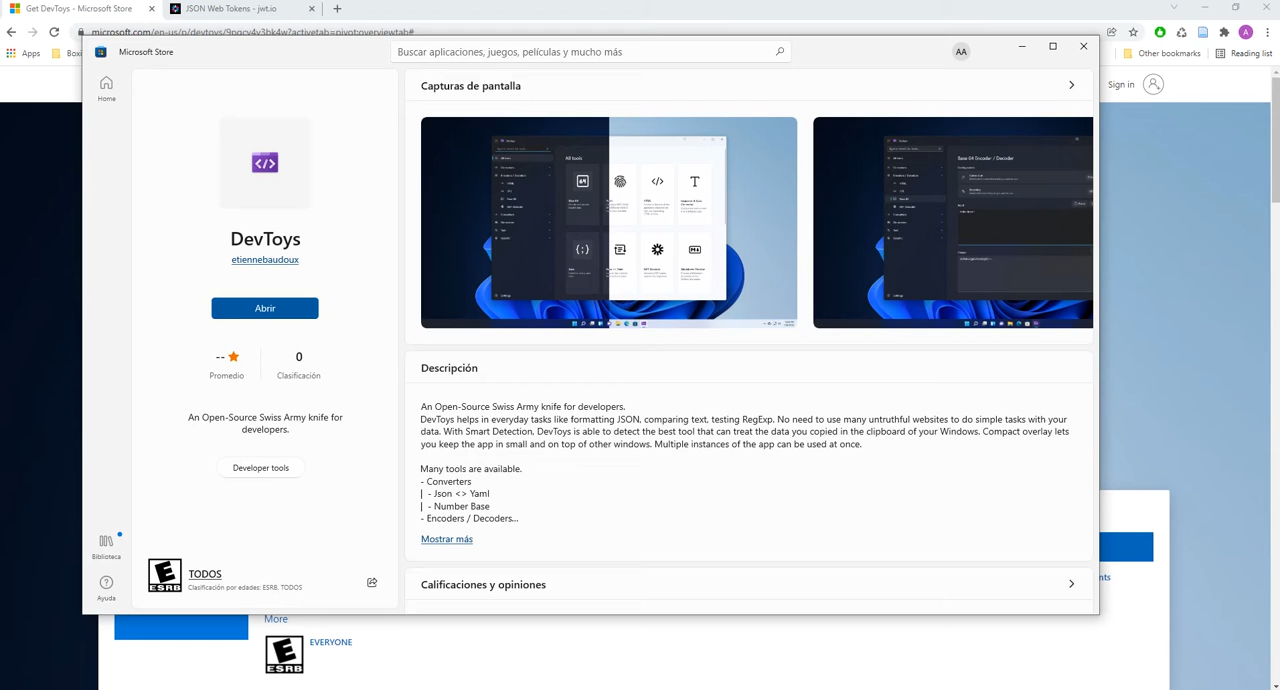 Get DevToys - Microsoft Store
JSON Web Tokens - jwt.io
microsoft.com/en-us/p/devtoys/9pgcv4v3bk4w?activetab=pivot:overviewtab#
Apps
Other bookmarks
Reading list
Sign in
Microsoft Store
Buscar aplicaciones, juegos, películas y mucho más
AA
Home
Capturas de pantalla
All tools
Base 64 Encoder / Decoder
DevToys
etiennebaudoux
Abrir
-- ★
0
Promedio
Clasificación
An Open-Source Swiss Army knife for
developers.
Developer tools
Descripción
An Open-Source Swiss Army knife for developers.
DevToys helps in everyday tasks like formatting JSON, comparing text, testing RegExp. No need to use many untruthful websites to do simple tasks with your
data. With Smart Detection, DevToys is able to detect the best tool that can treat the data you copied in the clipboard of your Windows. Compact overlay lets
you keep the app in small and on top of other windows. Multiple instances of the app can be used at once.
Many tools are available.
- Converters
| - Json <> Yaml
| - Number Base
- Encoders / Decoders...
Mostrar más
Biblioteca
Ayuda
E
ESRB
TODOS
Clasificación por edades: ESRB. TODOS
Calificaciones y opiniones
More
E
ESRB
EVERYONE